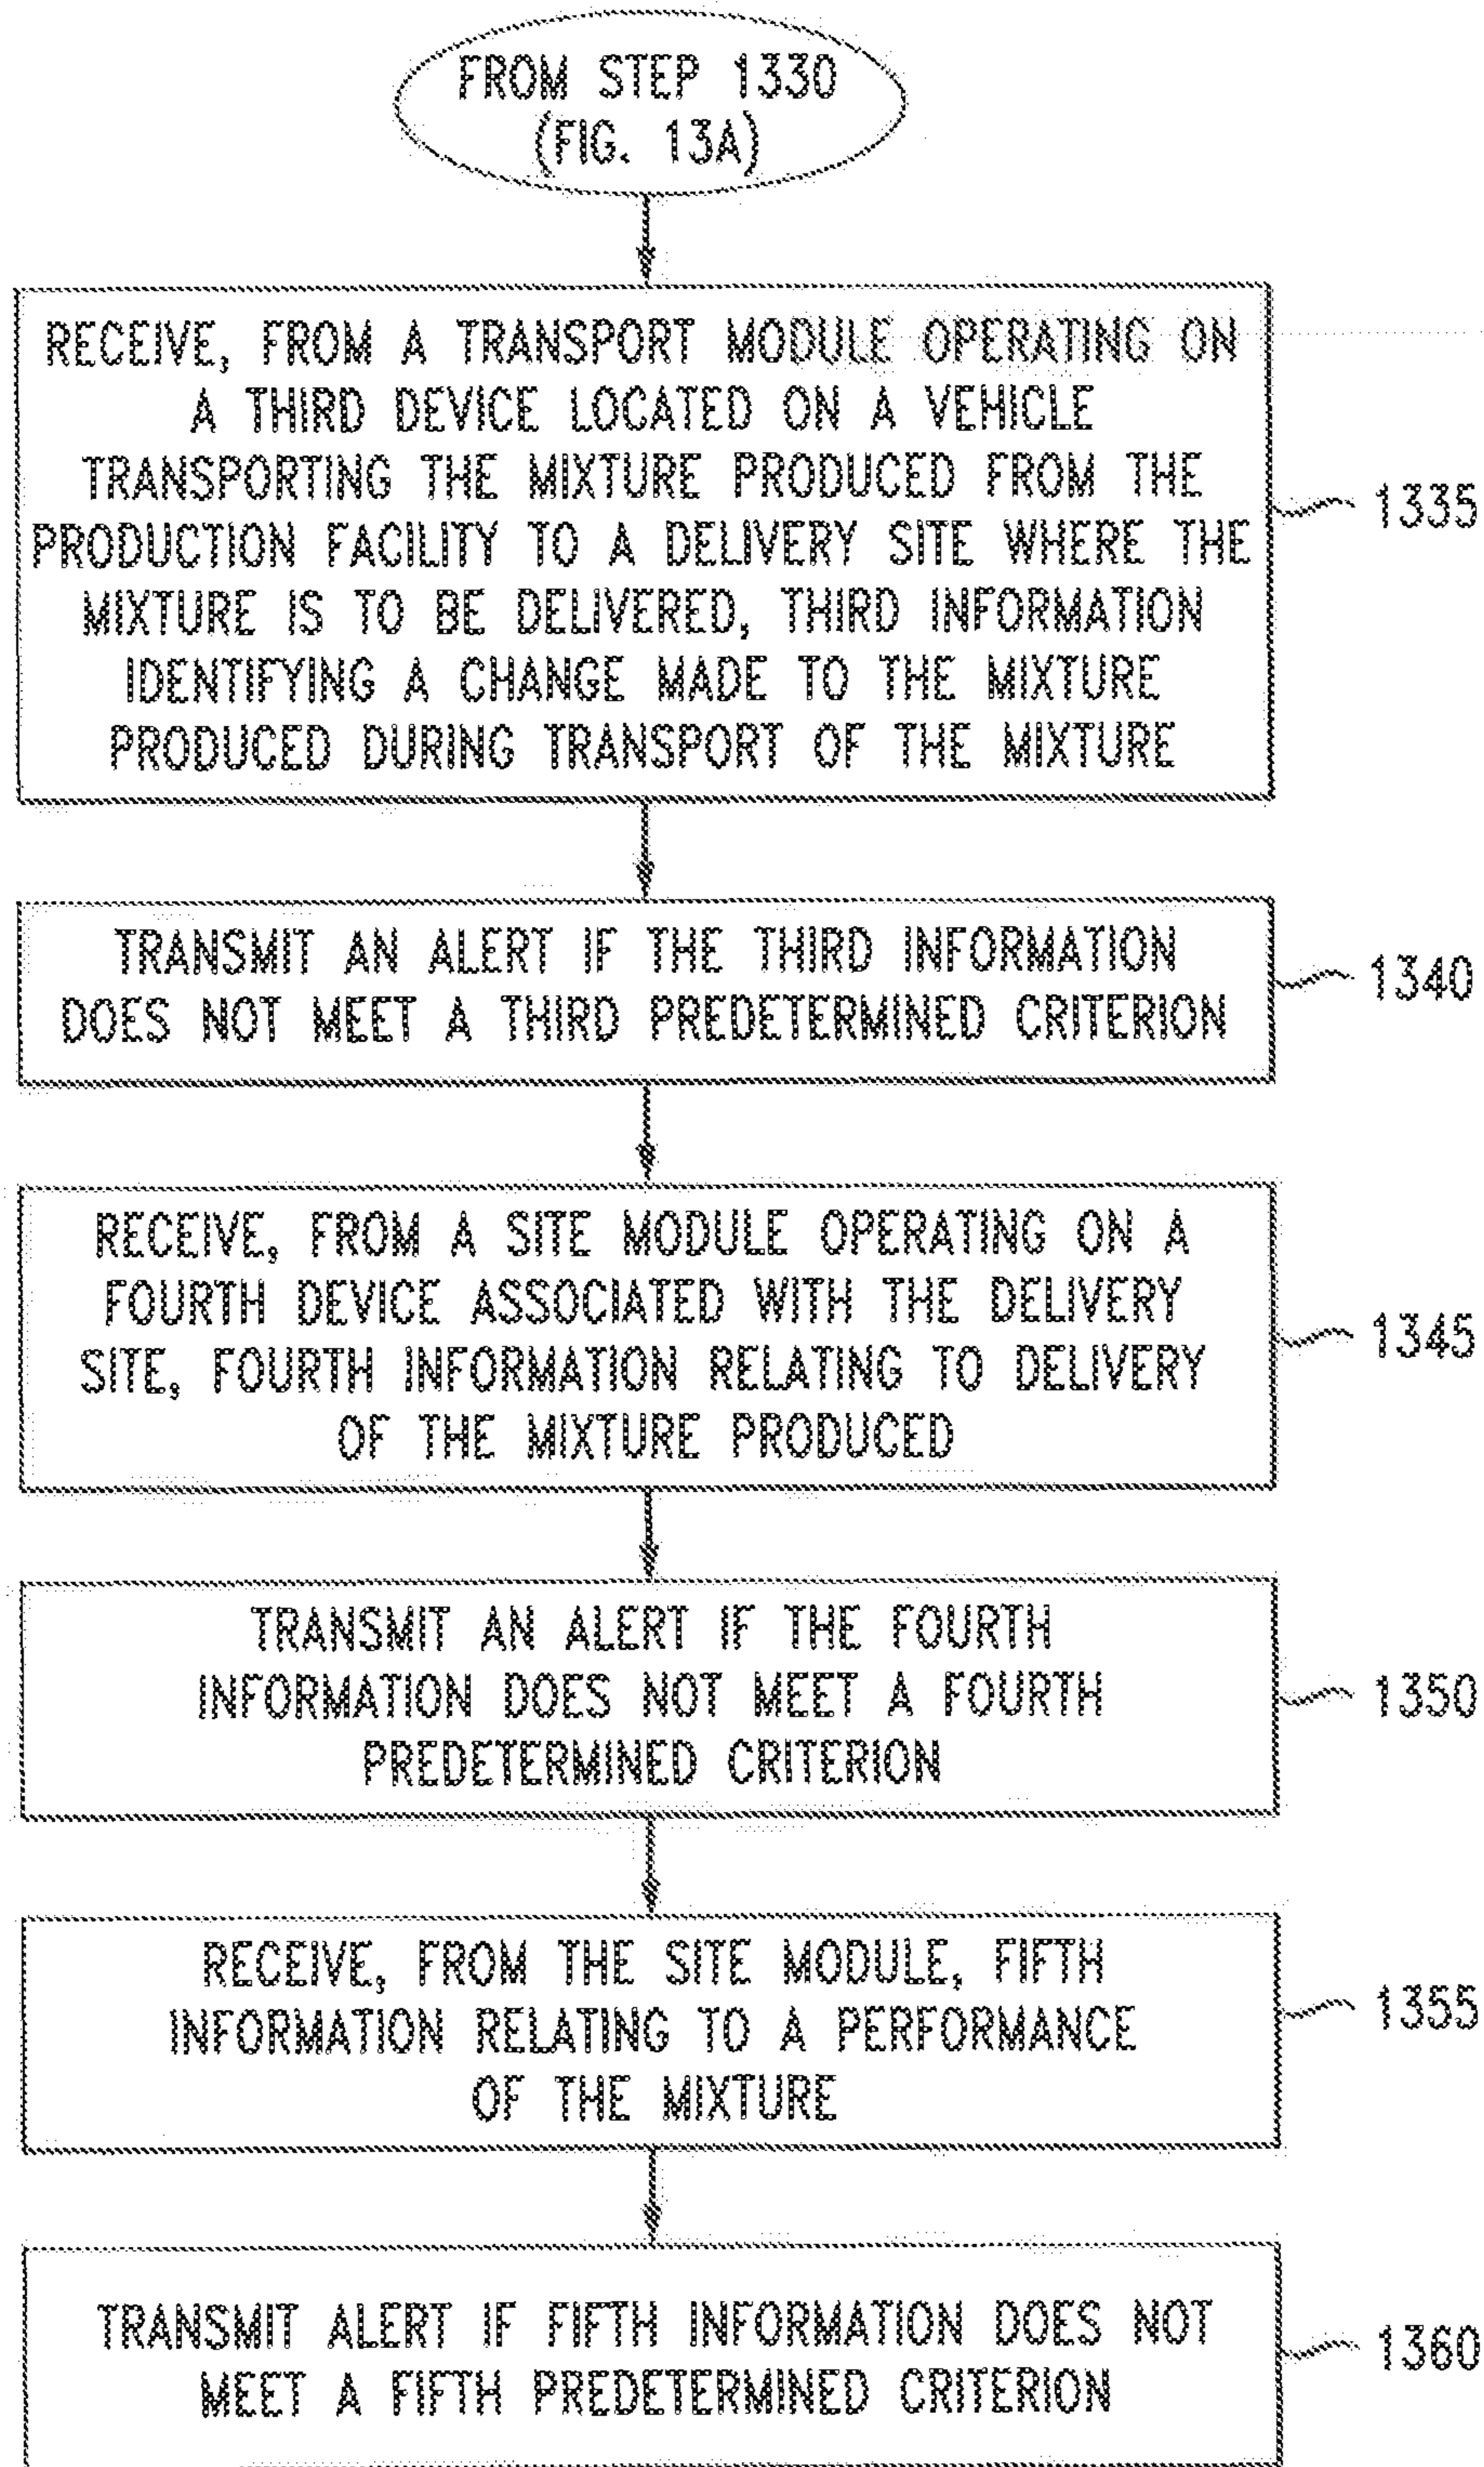 FROM STEP 1330
(FIG. 13A)
RECEIVE, FROM A TRANSPORT MODULE OPERATING ON
A THIRD DEVICE LOCATED ON A VEHICLE
TRANSPORTING THE MIXTURE PRODUCED FROM THE
PRODUCTION FACILITY TO A DELIVERY SITE WHERE THE
MIXTURE IS TO BE DELIVERED, THIRD INFORMATION
IDENTIFYING A CHANGE MADE TO THE MIXTURE
PRODUCED DURING TRANSPORT OF THE MIXTURE
1335
TRANSMIT AN ALERT IF THE THIRD INFORMATION
DOES NOT MEET A THIRD PREDETERMINED CRITERION
1340
RECEIVE, FROM A SITE MODULE OPERATING ON A
FOURTH DEVICE ASSOCIATED WITH THE DELIVERY
SITE, FOURTH INFORMATION RELATING TO DELIVERY
OF THE MIXTURE PRODUCED
1345
TRANSMIT AN ALERT IF THE FOURTH
INFORMATION DOES NOT MEET A FOURTH
PREDETERMINED CRITERION
1350
RECEIVE, FROM THE SITE MODULE, FIFTH
INFORMATION RELATING TO A PERFORMANCE
OF THE MIXTURE
1355
TRANSMIT ALERT IF FIFTH INFORMATION DOES NOT
MEET A FIFTH PREDETERMINED CRITERION
1360